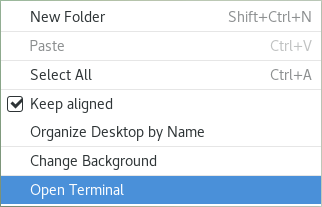 New Folder Shift+Ctrl+N
Paste Ctrl+V
Select All Ctrl+A
Keep aligned
Organize Desktop by Name
Change Background
Open Terminal